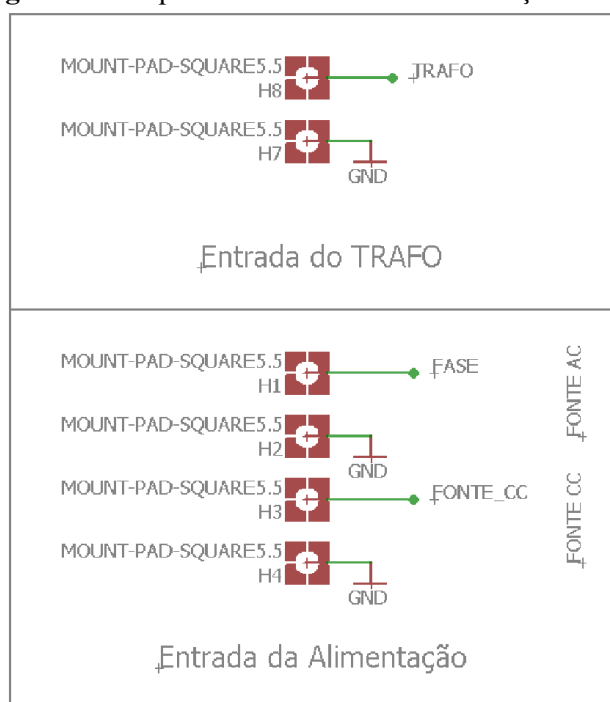 MOUNT-PAD-SQUARE5.5
H8
TRAFO
MOUNT-PAD-SQUARE5.5
H7
GND
Entrada do TRAFO
MOUNT-PAD-SQUARE5.5
H1
FASE
FONTE AC
MOUNT-PAD-SQUARE5.5
H2
GND
MOUNT-PAD-SQUARE5.5
H3
FONTE_CC
FONTE CC
MOUNT-PAD-SQUARE5.5
H4
GND
Entrada da Alimentação